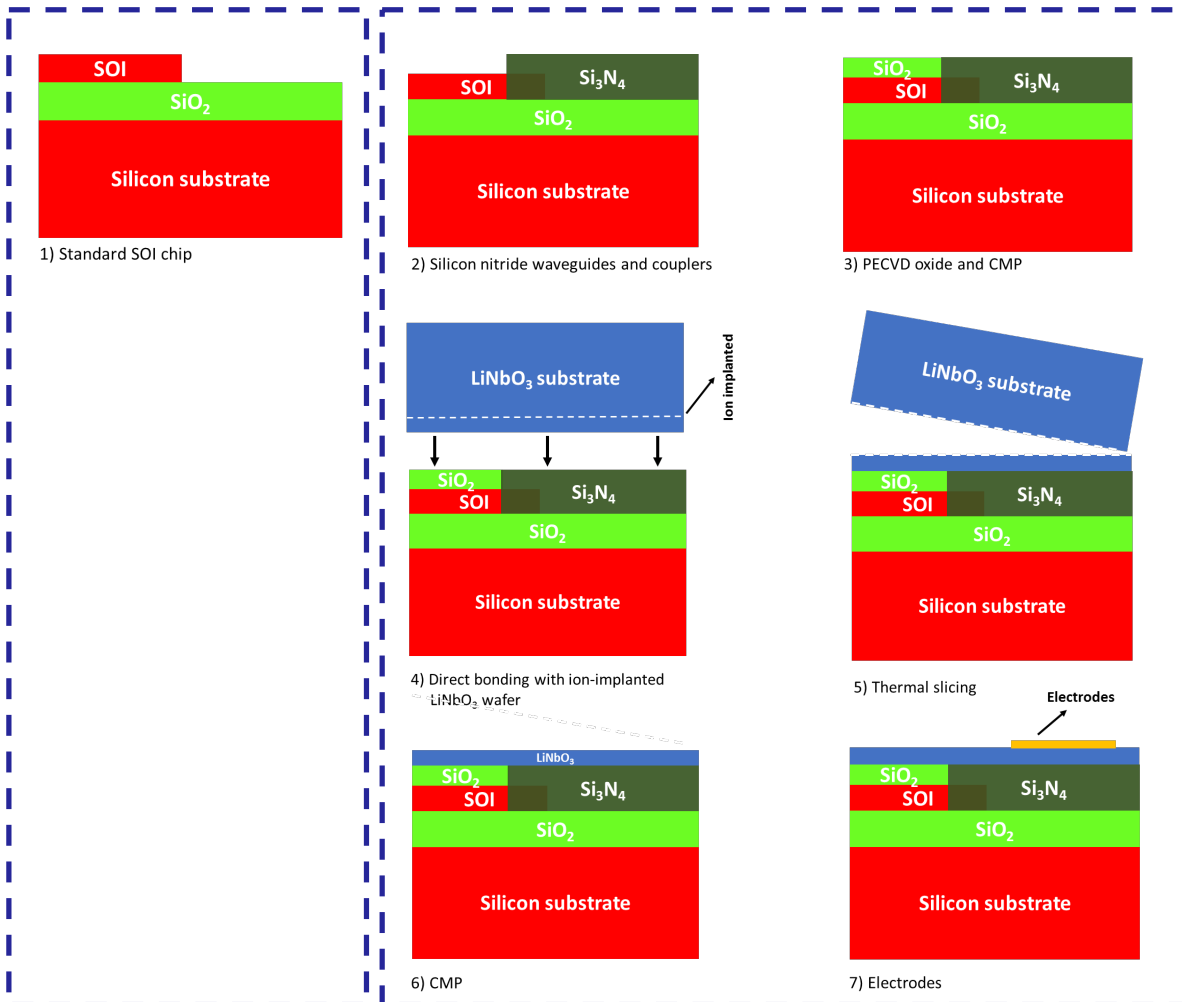 SOI
SiO₂
Silicon substrate
1) Standard SOI chip
Si₃N₄
SOI
SiO₂
Silicon substrate
2) Silicon nitride waveguides and couplers
SiO₂
Si₃N₄
SOI
SiO₂
Silicon substrate
3) PECVD oxide and CMP
LiNbO₃ substrate
Ion implanted
SiO₂
Si₃N₄
SOI
SiO₂
Silicon substrate
4) Direct bonding with ion-implanted
LiNbO₃ wafer
LiNbO₃ substrate
SiO₂
Si₃N₄
SOI
SiO₂
Silicon substrate
5) Thermal slicing
LiNbO₃
SiO₂
Si₃N₄
SOI
SiO₂
Silicon substrate
6) CMP
Electrodes
SiO₂
Si₃N₄
SOI
SiO₂
Silicon substrate
7) Electrodes